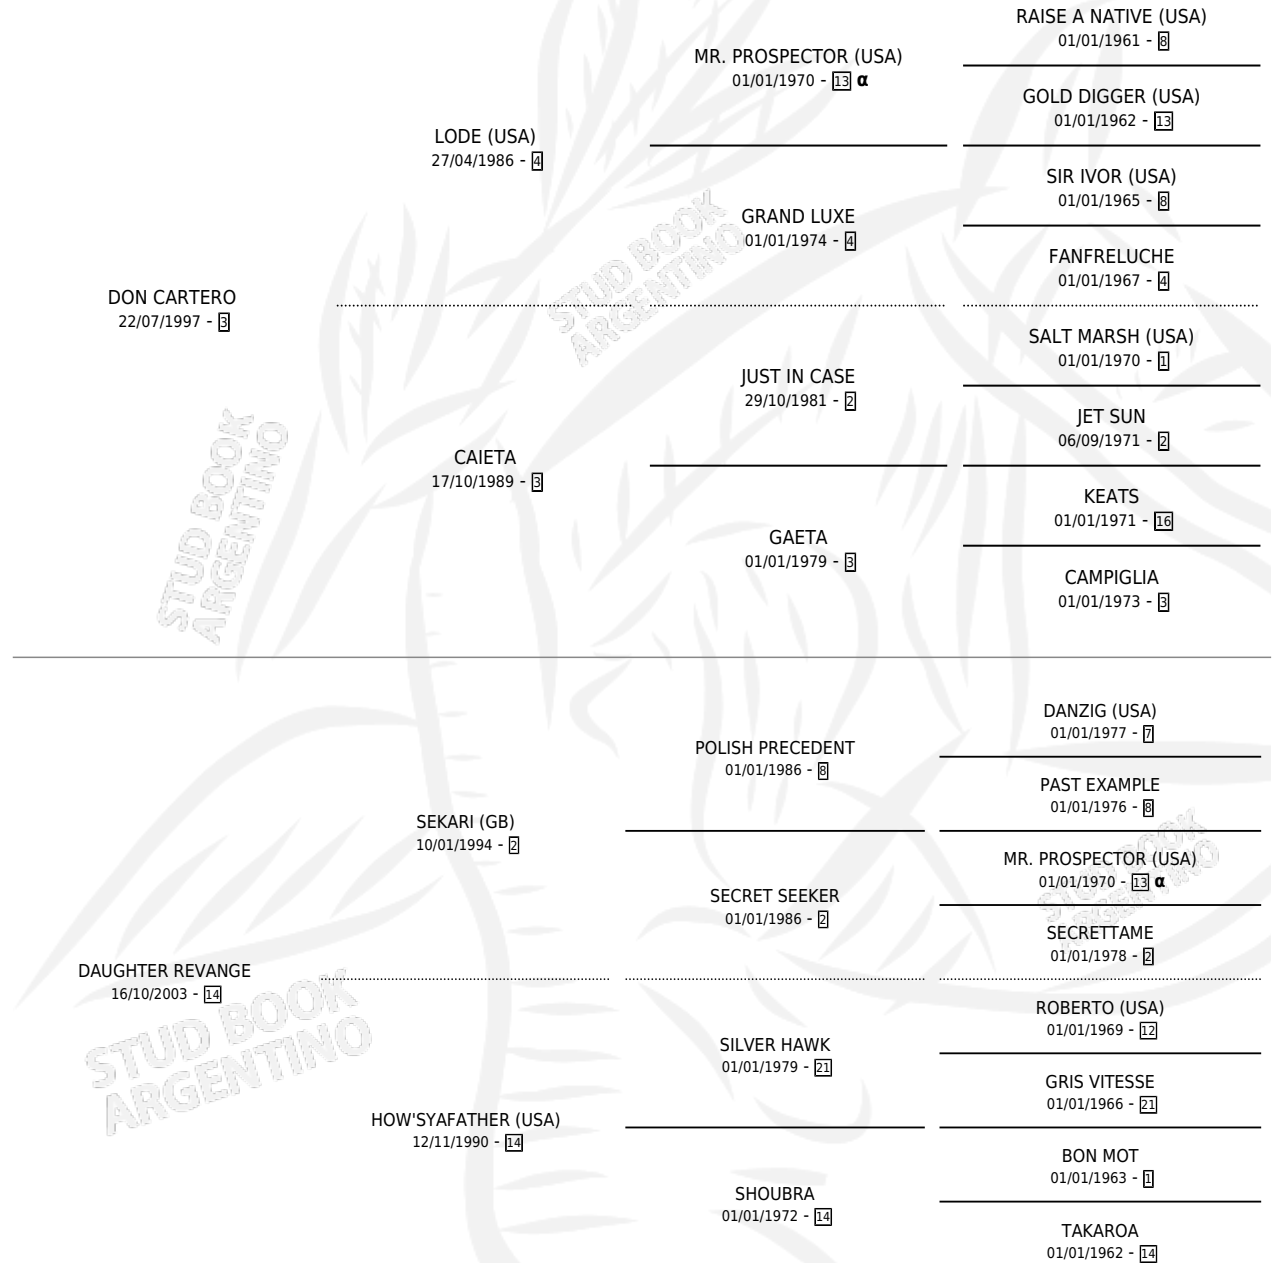 RAISE A NATIVE (USA)
01/01/1961 - 8
MR. PROSPECTOR (USA)
01/01/1970 - 13 α
GOLD DIGGER (USA)
01/01/1962 - 13
LODE (USA)
27/04/1986 - 4
SIR IVOR (USA)
01/01/1965 - 8
GRAND LUXE
01/01/1974 - 4
FANFRELUCHE
01/01/1967 - 4
DON CARTERO
22/07/1997 - 3
STUD BOOK
ARGENTINO
SALT MARSH (USA)
01/01/1970 - 1
JUST IN CASE
29/10/1981 - 2
JET SUN
06/09/1971 - 2
CAIETA
17/10/1989 - 3
KEATS
01/01/1971 - 16
GAETA
01/01/1979 - 3
CAMPIGLIA
01/01/1973 - 3
STUD BOOK
ARGENTINO
DANZIG (USA)
01/01/1977 - 7
POLISH PRECEDENT
01/01/1986 - 8
PAST EXAMPLE
01/01/1976 - 8
SEKARI (GB)
10/01/1994 - 2
MR. PROSPECTOR (USA)
01/01/1970 - 13 α
STUD BOOK
ARGENTINO
SECRET SEEKER
01/01/1986 - 2
SECRETTAME
01/01/1978 - 2
DAUGHTER REVANGE
16/10/2003 - 14
STUD BOOK
ARGENTINO
ROBERTO (USA)
01/01/1969 - 12
SILVER HAWK
01/01/1979 - 21
GRIS VITESSE
01/01/1966 - 21
HOW'SYAFATHER (USA)
12/11/1990 - 14
BON MOT
01/01/1963 - 1
SHOUBRA
01/01/1972 - 14
TAKAROA
01/01/1962 - 14